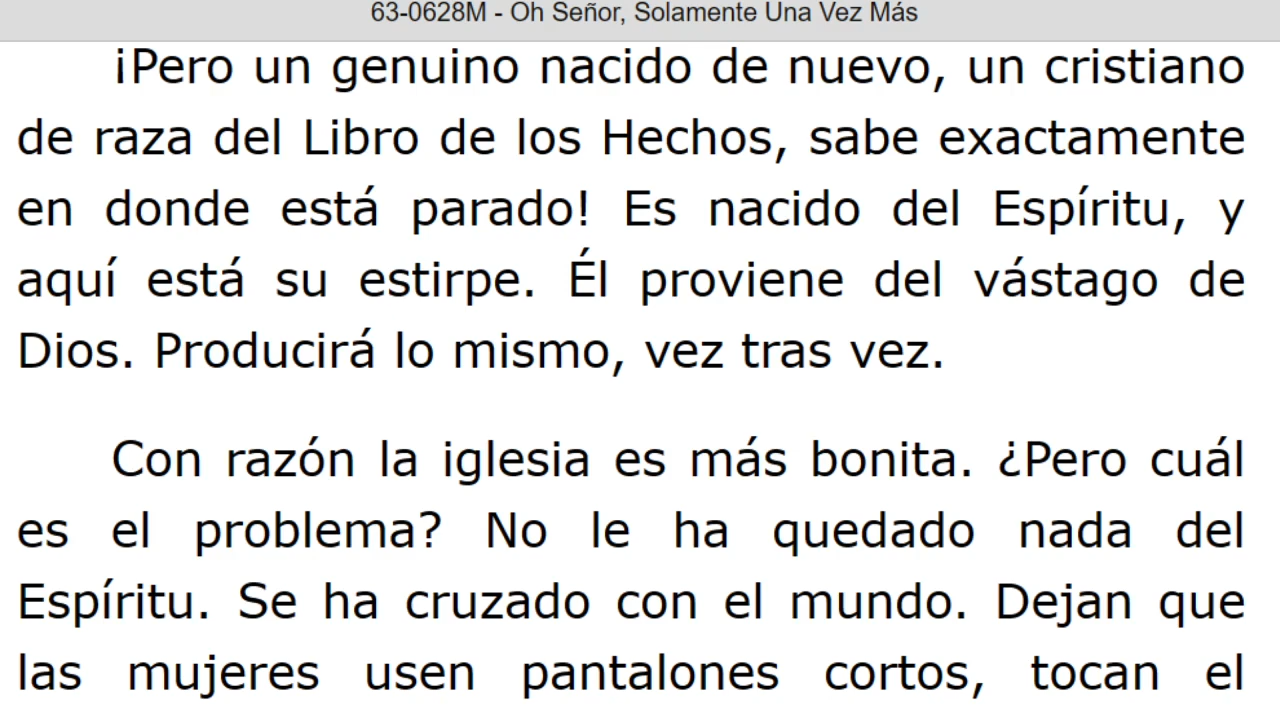 63-0628M - Oh Señor, Solamente Una Vez Más
¡Pero un genuino nacido de nuevo, un cristiano
de raza del Libro de los Hechos, sabe exactamente
en donde está parado! Es nacido del Espíritu, y
aquí está su estirpe. Él proviene del vástago de
Dios. Producirá lo mismo, vez tras vez.
Con razón la iglesia es más bonita. ¿Pero cuál
es el problema? No le ha quedado nada del
Espíritu. Se ha cruzado con el mundo. Dejan que
las mujeres usen pantalones cortos, tocan el